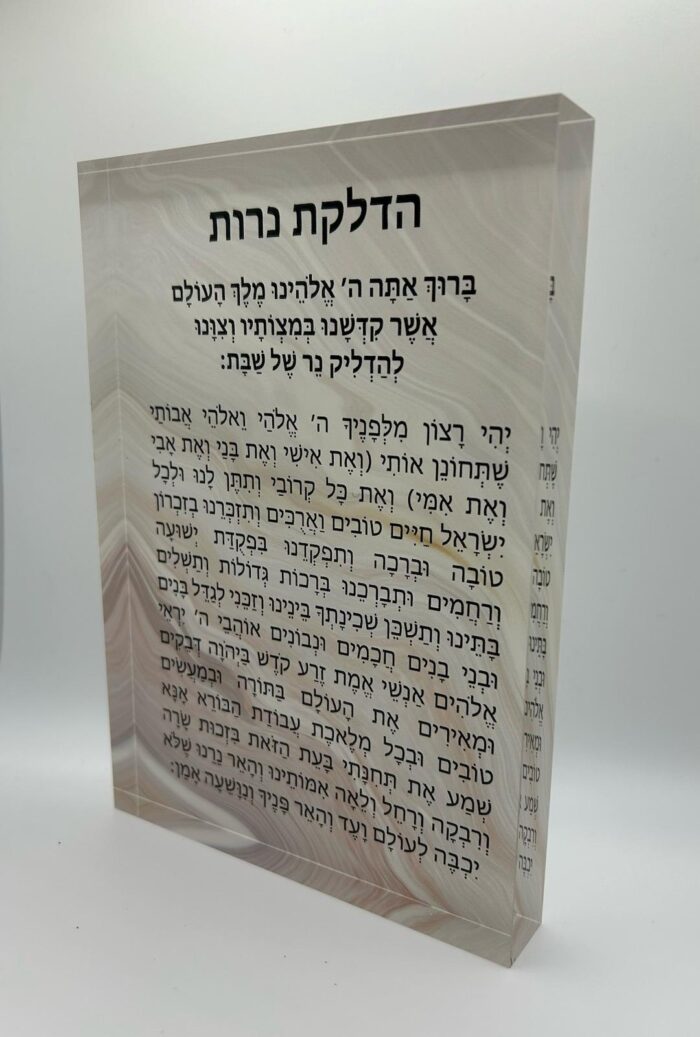 הדלקת נרות
בָּרוּךְ אַתָּה ה׳ אֱלֹהֵינוּ מֶלֶךְ הָעוֹלָם
אֲשֶׁר קִדְּשָׁנוּ בְּמִצְוֹתָיו וְצִוָּנוּ
לְהַדְלִיק נֵר שֶׁל שַׁבָּת:
יְהִי רָצוֹן מִלְּפָנֶיךָ ה׳ אֱלֹהַי וֵאלֹהֵי אֲבוֹתַי
שֶׁתְּחוֹנֵן אוֹתִי (וְאֶת אִישִׁי וְאֶת בָּנַי וְאֶת אָבִי
וְאֶת אִמִּי) וְאֶת כָּל קְרוֹבַי וְתִתֶּן לָנוּ וּלְכָל
יִשְׂרָאֵל חַיִּים טוֹבִים וַאֲרֻכִּים וְתִזְכְּרֵנוּ בְזִכְרוֹן
טוֹבָה וּבְרָכָה וְתִפְקְדֵנוּ בִּפְקֻדַּת יְשׁוּעָה
וְרַחֲמִים וּתְבָרְכֵנוּ בְּרָכוֹת גְּדוֹלוֹת וְתַשְׁלִים
בָּתֵּינוּ וְתַשְׁכֵּן שְׁכִינָתְךָ בֵּינֵינוּ וְזַכֵּנִי לְגַדֵּל בָּנִים
וּבְנֵי בָנִים חֲכָמִים וּנְבוֹנִים אוֹהֲבֵי ה׳ יִרְאֵי
אֱלֹהִים אַנְשֵׁי אֱמֶת זֶרַע קֹדֶשׁ בַּיהֹוָה דְּבֵקִים
וּמְאִירִים אֶת הָעוֹלָם בַּתּוֹרָה וּבְמַעֲשִׂים
טוֹבִים וּבְכָל מְלֶאכֶת עֲבוֹדַת הַבּוֹרֵא אָנָּא
שְׁמַע אֶת תְּחִנָּתִי בָּעֵת הַזֹּאת בִּזְכוּת שָׂרָה
וְרִבְקָה וְרָחֵל וְלֵאָה אִמּוֹתֵינוּ וְהָאֵר נֵרֵנוּ שֶׁלֹּא
יִכְבֶּה לְעוֹלָם וָעֶד וְהָאֵר פָּנֶיךָ וְנִוָּשֵׁעָה אָמֵן: